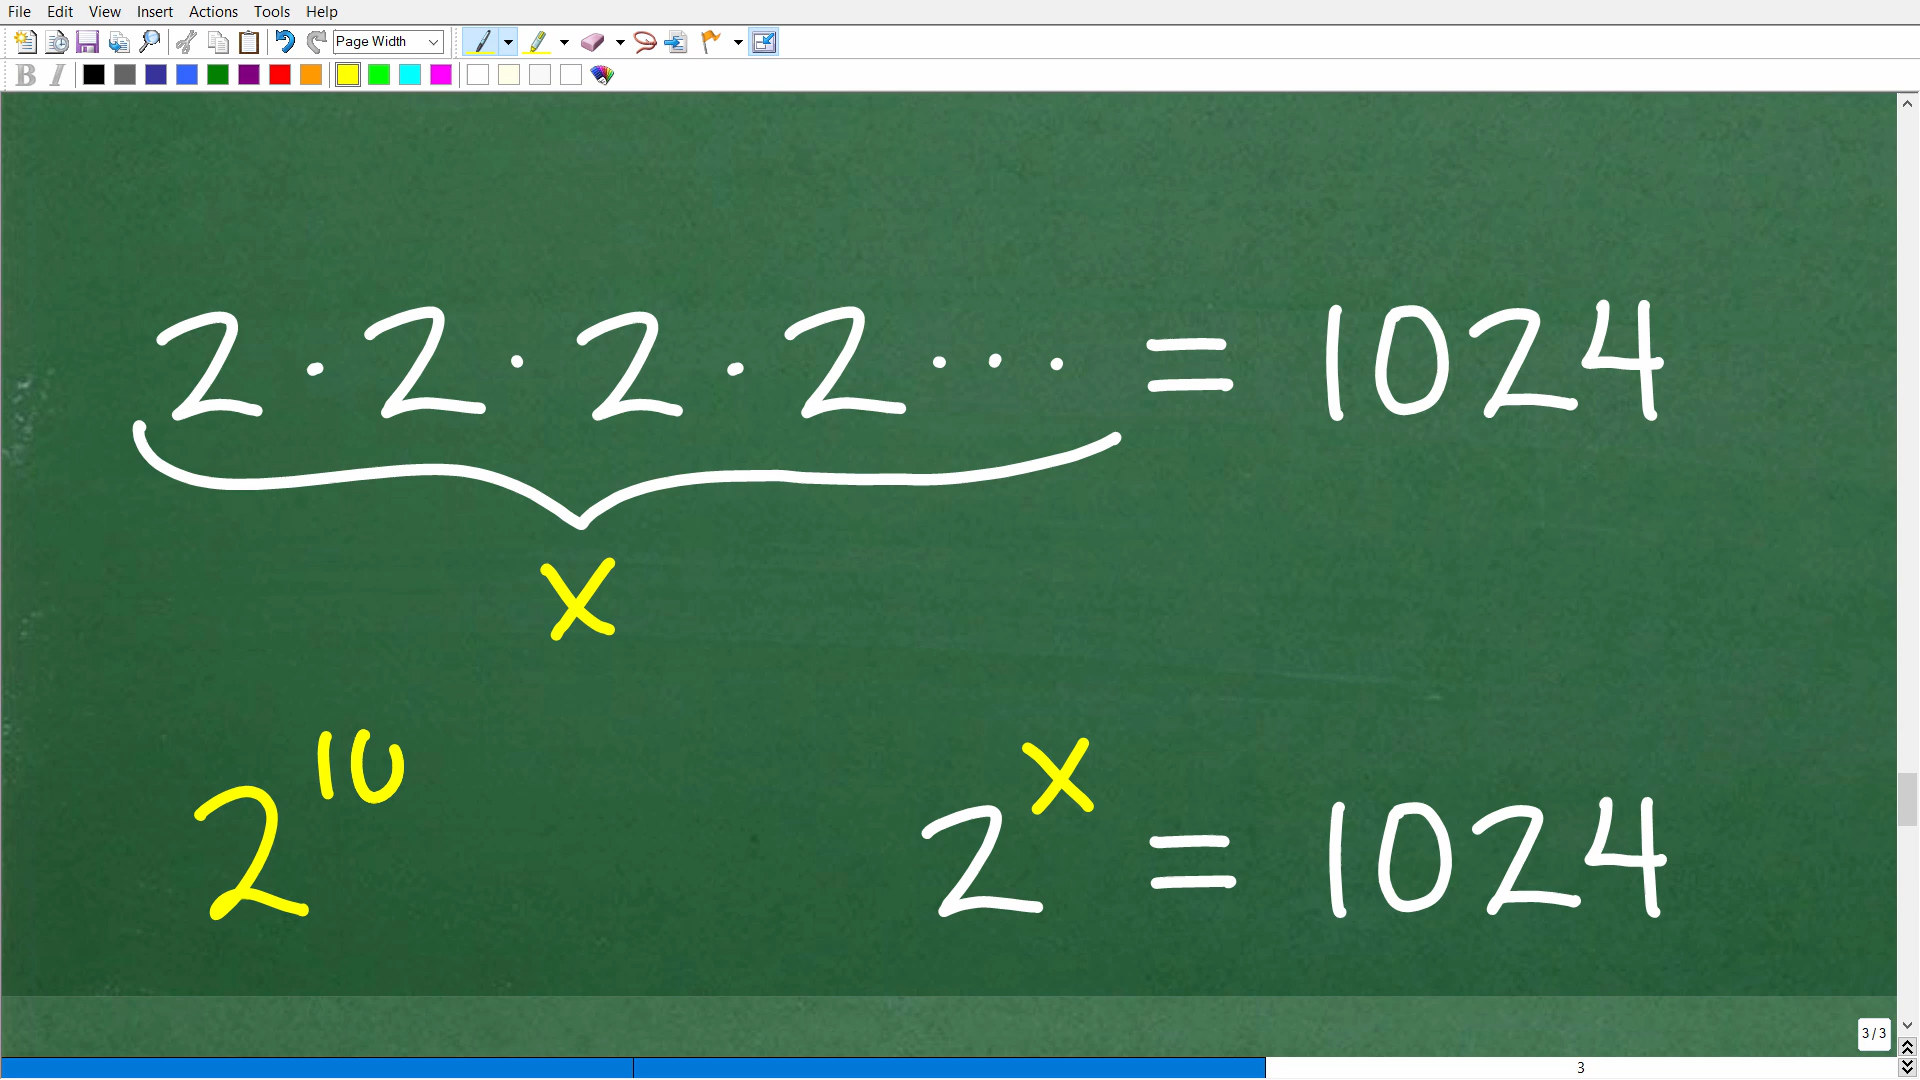 File Edit View Insert Actions Tools Help
Page Width
B I
2 · 2 · 2 · 2 · · · = 1024
x
2^10
2^x = 1024
3 / 3
3